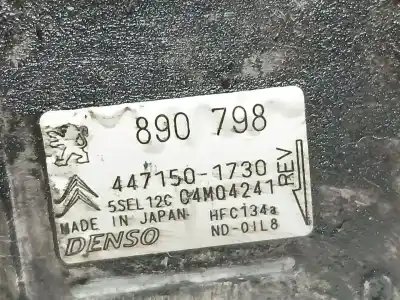 890 798
447150-1730
5SEL12C C4M04241
MADE IN JAPAN HFC134a
DENSO ND-OIL8
REV